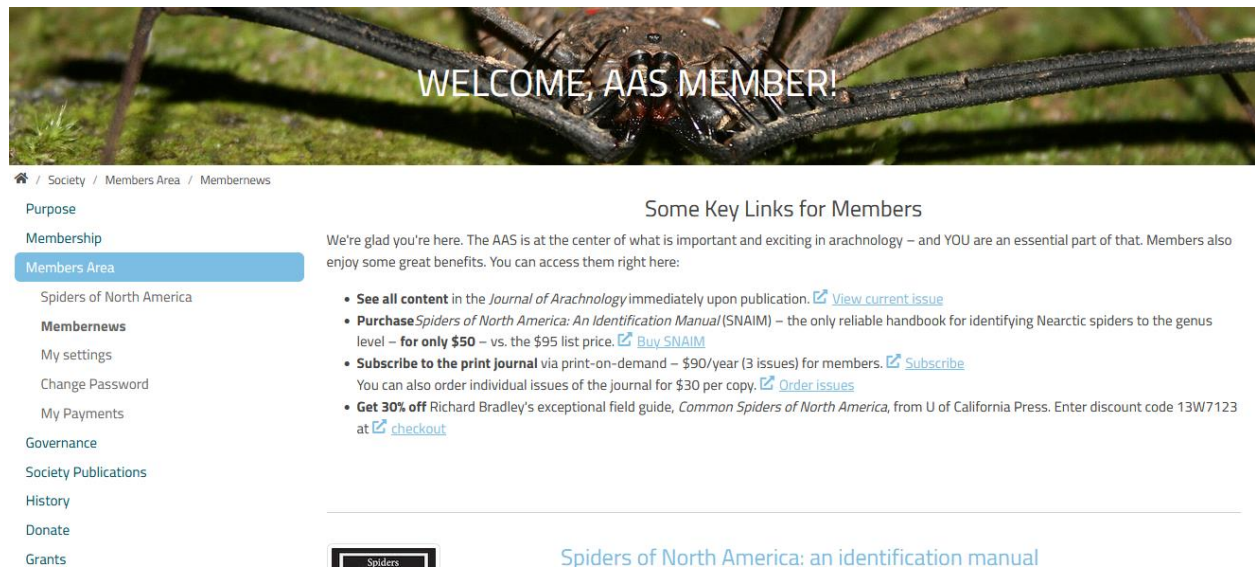 WELCOME, AAS MEMBER!
/ Society / Members Area / Membernews
Purpose
Membership
Members Area
Spiders of North America
Membernews
My settings
Change Password
My Payments
Governance
Society Publications
History
Donate
Grants
Some Key Links for Members
We're glad you're here. The AAS is at the center of what is important and exciting in arachnology – and YOU are an essential part of that. Members also
enjoy some great benefits. You can access them right here:
• See all content in the Journal of Arachnology immediately upon publication. View current issue
• Purchase Spiders of North America: An Identification Manual (SNAIM) – the only reliable handbook for identifying Nearctic spiders to the genus
level – for only $50 – vs. the $95 list price. Buy SNAIM
• Subscribe to the print journal via print-on-demand – $90/year (3 issues) for members. Subscribe
You can also order individual issues of the journal for $30 per copy. Order issues
• Get 30% off Richard Bradley's exceptional field guide, Common Spiders of North America, from U of California Press. Enter discount code 13W7123
at checkout
Spiders
Spiders of North America: an identification manual